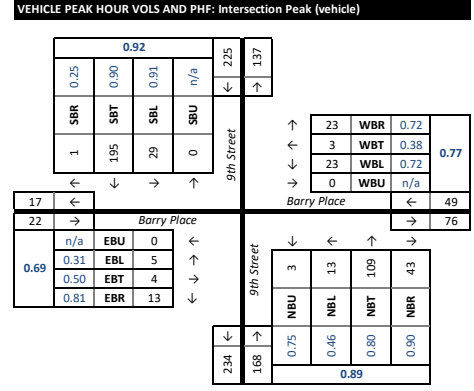 VEHICLE PEAK HOUR VOLS AND PHF: Intersection Peak (vehicle)
0.92
225 137
0.25 0.90 0.91 n/a
↓ ↑
SBR SBT SBL SBU
1 195 29 0
9th Street
← ↓ → ↑
↑ 23 WBR 0.72
← 3 WBT 0.38
↓ 23 WBL 0.72
→ 0 WBU n/a
0.77
17 ← Barry Place ← 49
22 → Barry Place → 76
0.69
n/a EBU 0 ←
0.31 EBL 5 ↑
0.50 EBT 4 →
0.81 EBR 13 ↓
9th Street
↓ ← ↑ →
3 13 109 43
NBU NBL NBT NBR
↓ ↑
0.75 0.46 0.80 0.90
234 168
0.89